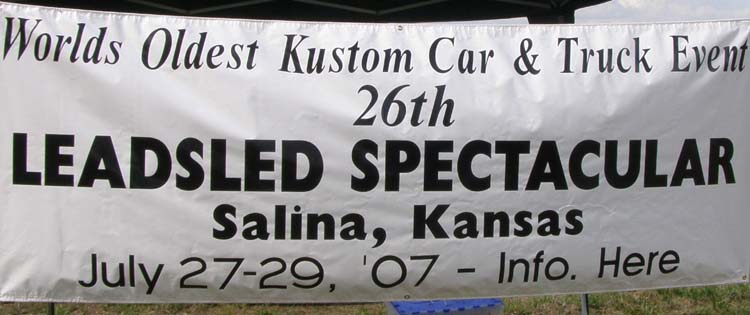 Worlds Oldest Kustom Car & Truck Event
26th
LEADSLED SPECTACULAR
Salina, Kansas
July 27-29, '07 - Info. Here